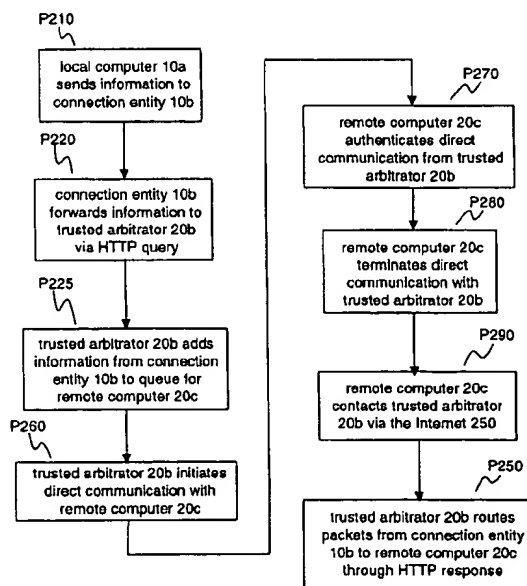 P210
local computer 10a
sends information to
connection entity 10b
P220
connection entity 10b
forwards information to
trusted arbitrator 20b
via HTTP query
P225
trusted arbitrator 20b adds
information from connection
entity 10b to queue for
remote computer 20c
P260
trusted arbitrator 20b initiates
direct communication with
remote computer 20c
P270
remote computer 20c
authenticates direct
communication from trusted
arbitrator 20b
P280
remote computer 20c
terminates direct
communication with
trusted arbitrator 20b
P290
remote computer 20c
contacts trusted arbitrator
20b via the Internet 250
P250
trusted arbitrator 20b routes
packets from connection entity
10b to remote computer 20c
through HTTP response